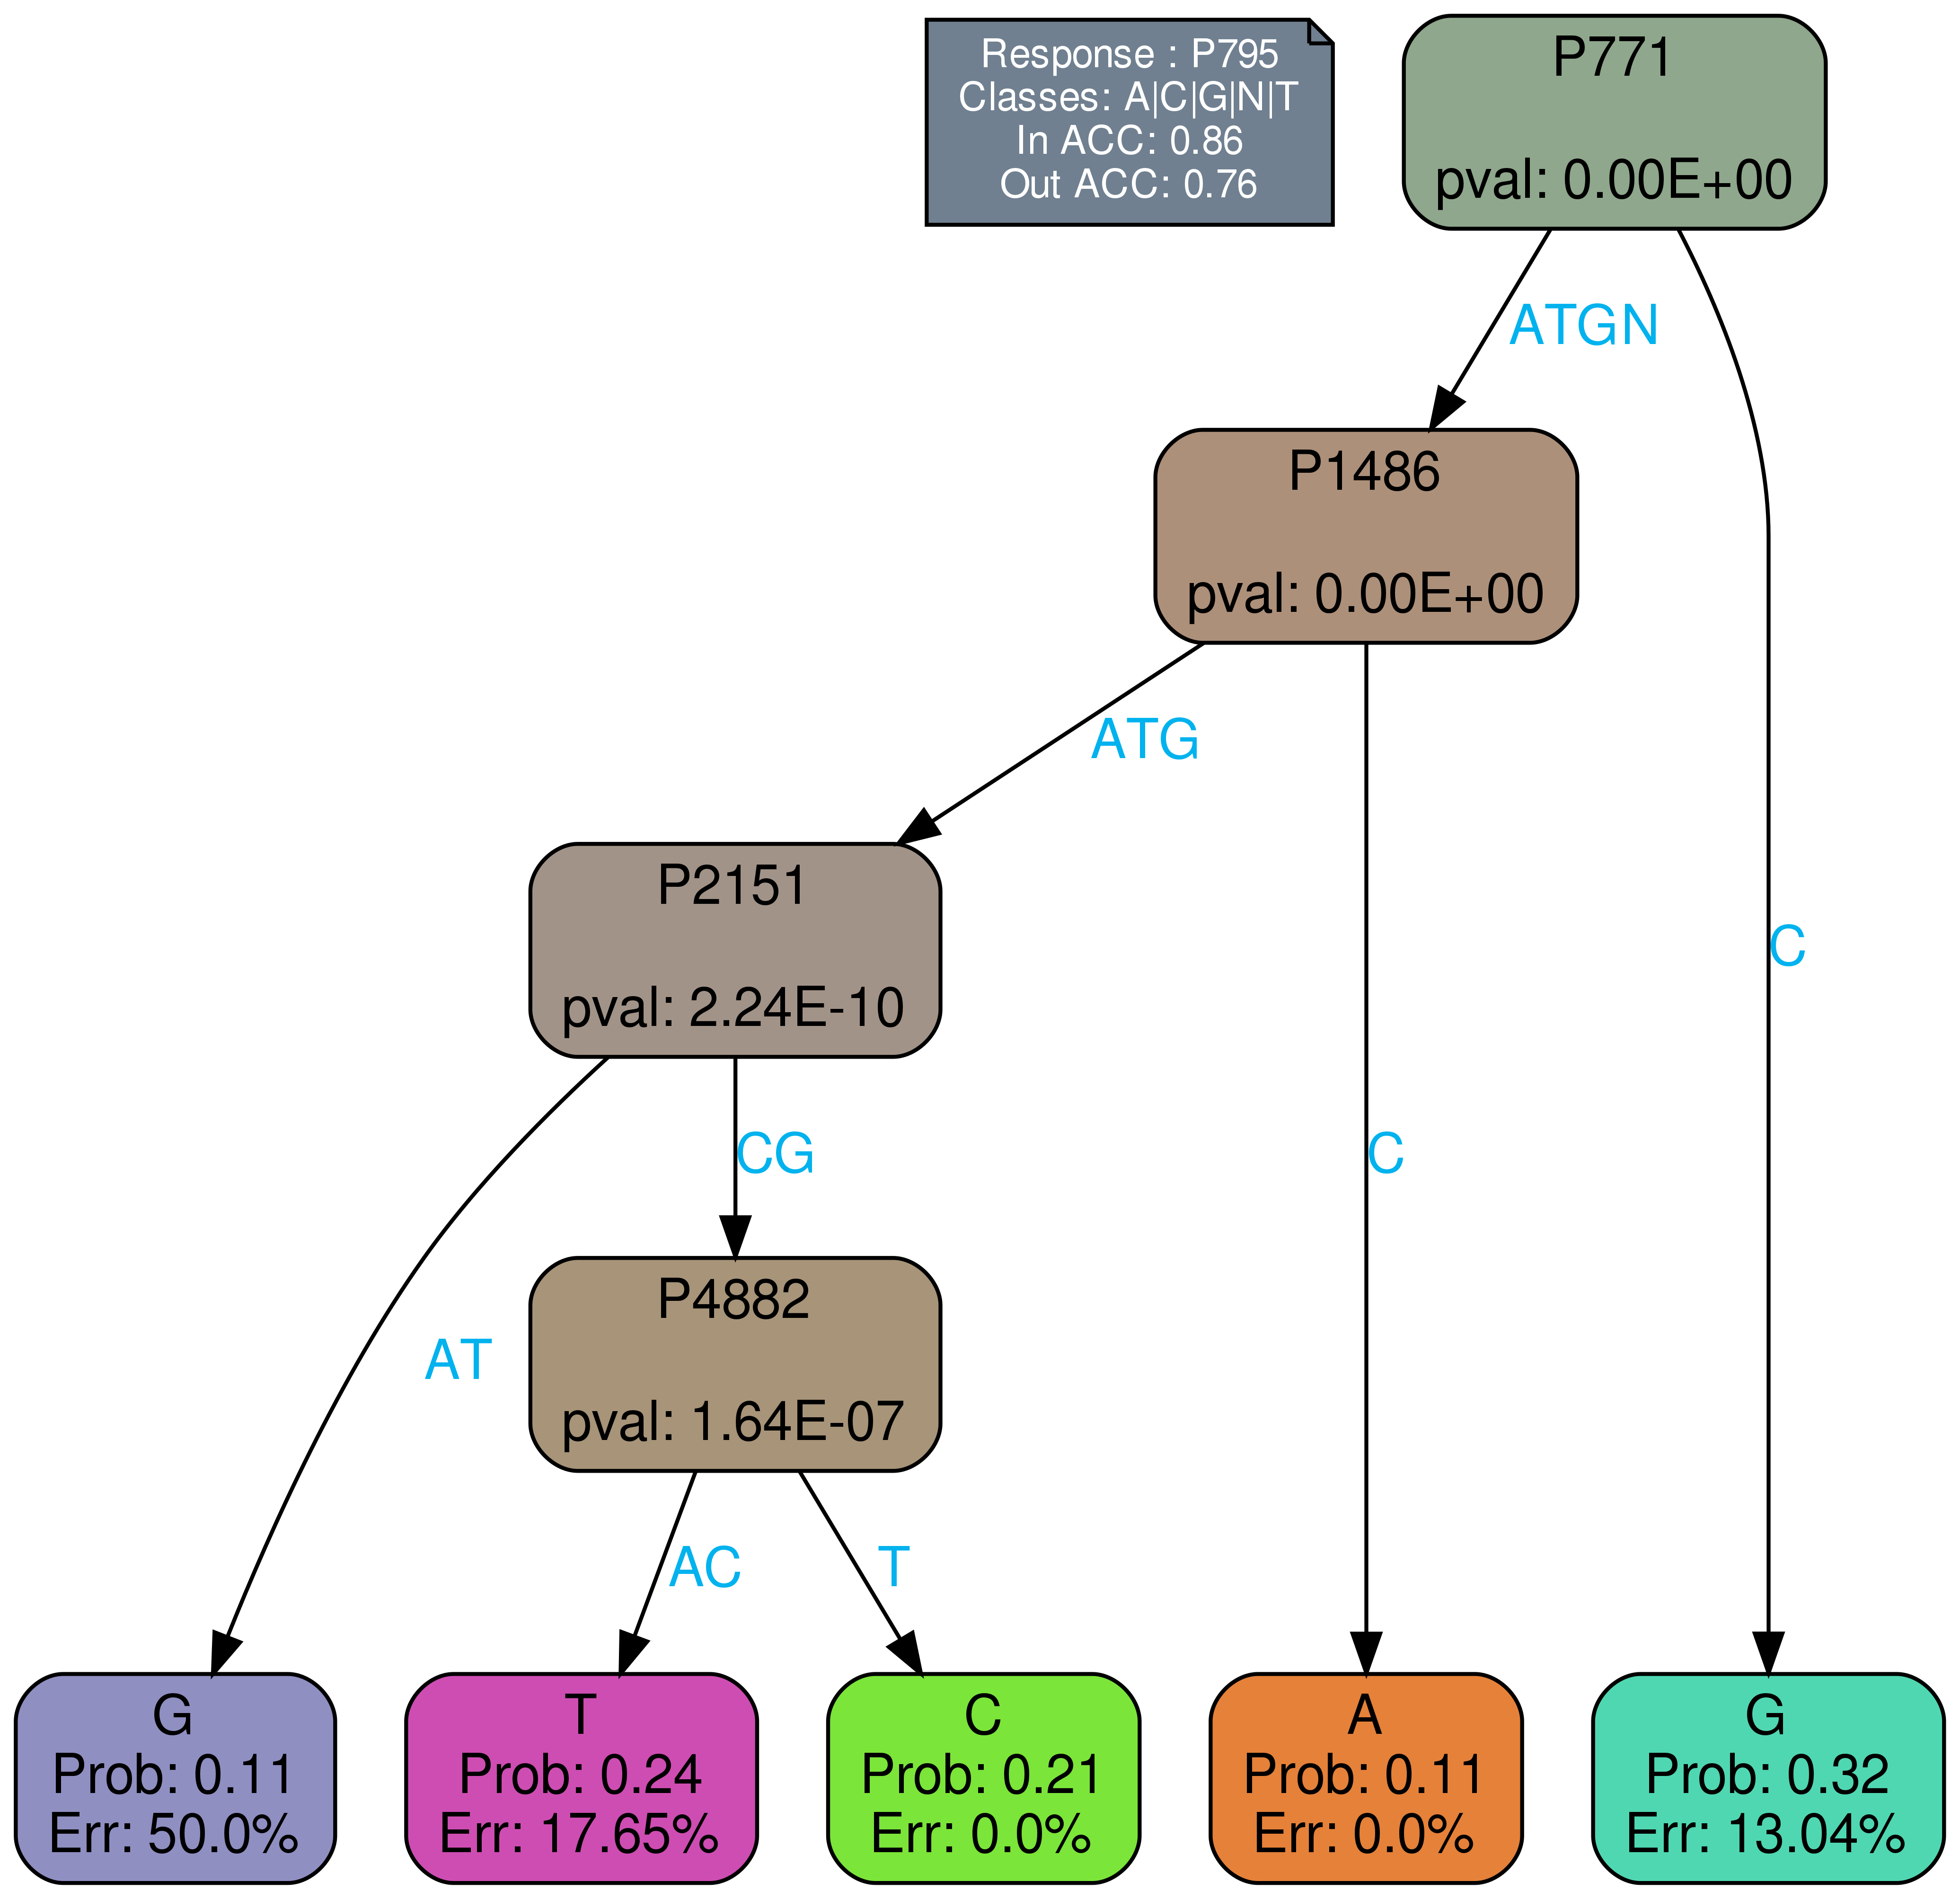 Response : P795
Classes: A|C|G|N|T
In ACC: 0.86
Out ACC: 0.76
P771
pval: 0.00E+00
ATGN
P1486
pval: 0.00E+00
ATG
C
P2151
pval: 2.24E-10
CG
C
AT
P4882
pval: 1.64E-07
AC
T
G
Prob: 0.11
Err: 50.0%
T
Prob: 0.24
Err: 17.65%
C
Prob: 0.21
Err: 0.0%
A
Prob: 0.11
Err: 0.0%
G
Prob: 0.32
Err: 13.04%